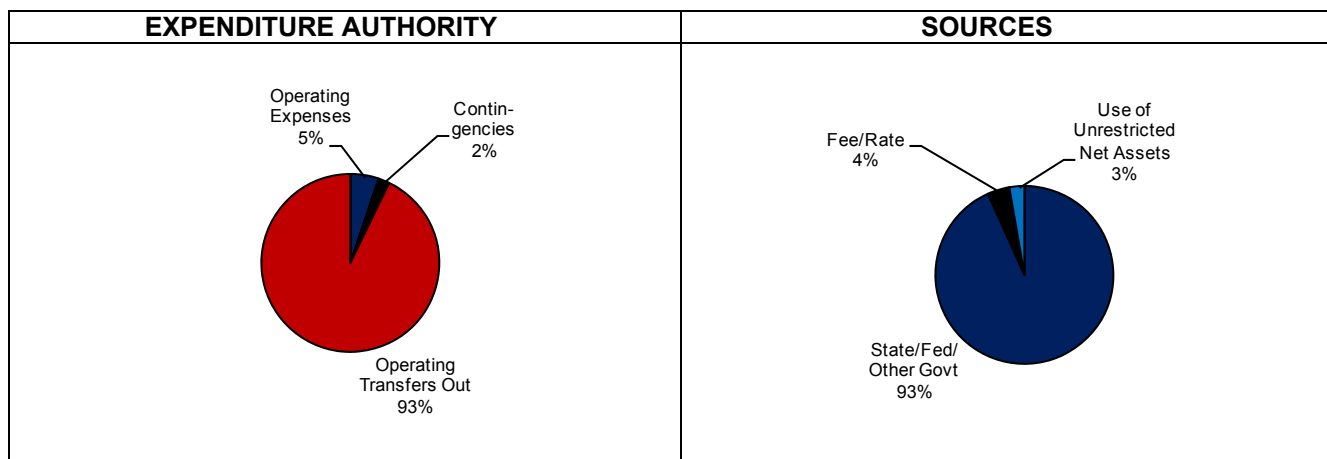 EXPENDITURE AUTHORITY
Operating
Expenses
5%
Contin-
gencies
2%
Operating
Transfers Out
93%
SOURCES
Fee/Rate
4%
Use of
Unrestricted
Net Assets
3%
State/Fed/
Other Govt
93%